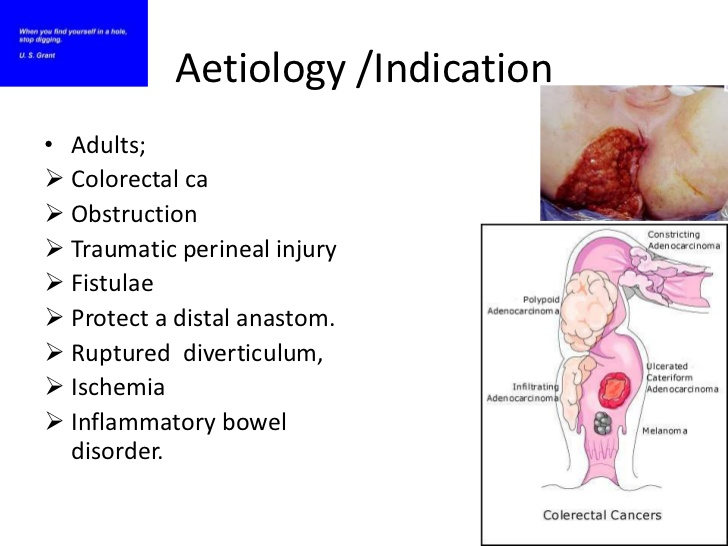 When you find yourself in a hole,
stop digging.
U. S. Grant
Aetiology /Indication
• Adults;
➢ Colorectal ca
➢ Obstruction
➢ Traumatic perineal injury
➢ Fistulae
➢ Protect a distal anastom.
➢ Ruptured  diverticulum,
➢ Ischemia
➢ Inflammatory bowel
disorder.
Constricting
Adenocarcinoma
Polypoid
Adenocarcinoma
Ulcerated
Cateriform
Adenocarcinoma
Infiltrating
Adenocarcinoma
Melanoma
Colerectal Cancers